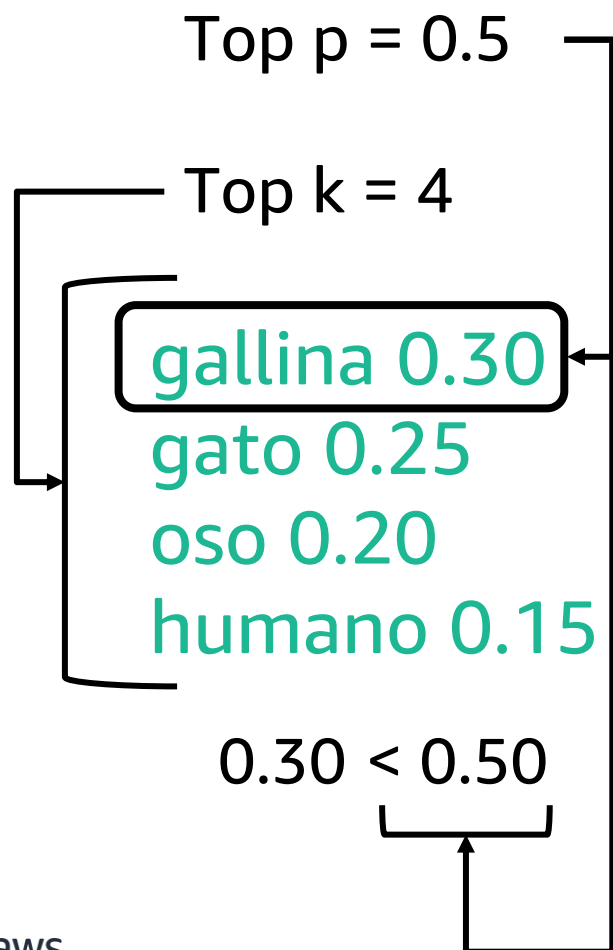 Top p = 0.5
Top k = 4
gallina 0.30
gato 0.25
oso 0.20
humano 0.15
0.30 < 0.50
aws